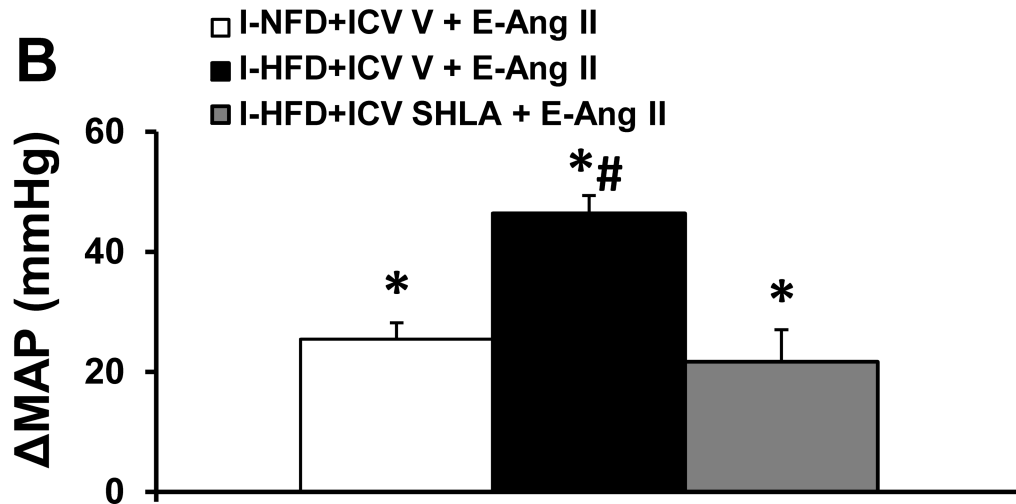 I-NFD+ICV V + E-Ang II
B
I-HFD+ICV V + E-Ang II
I-HFD+ICV SHLA + E-Ang II
ΔMAP (mmHg)
60
*#
40
*
*
20
0